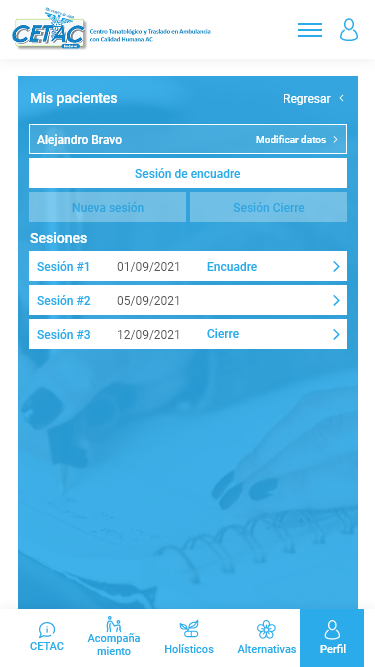 CETAC
Centro Tanatológico y Traslado en Ambulancia
con Calidad Humana AC
Mis pacientes
Regresar
Alejandro Bravo
Modificar datos
Sesión de encuadre
Nueva sesión
Sesión Cierre
Sesiones
Sesión #1 01/09/2021 Encuadre
Sesión #2 05/09/2021
Sesión #3 12/09/2021 Cierre
CETAC
Acompaña
miento
Holísticos
Alternativas
Perfil